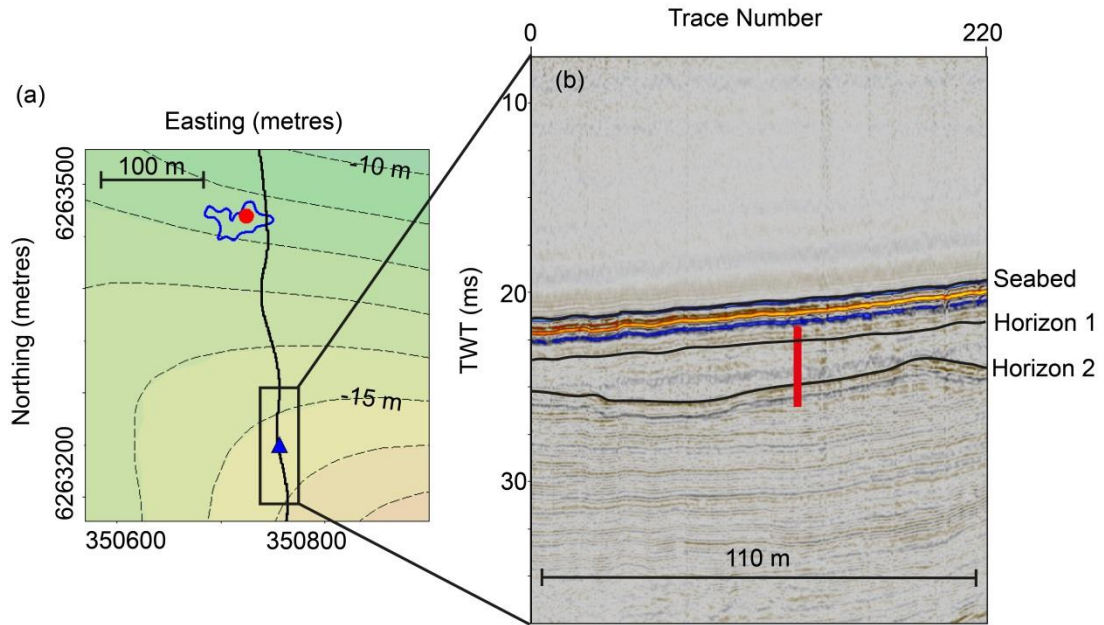 (a)
Easting (metres)
100 m
-10 m
-15 m
Northing (metres)
6263500
6263200
350600
350800
Trace Number
0
220
(b)
TWT (ms)
10
20
30
Seabed
Horizon 1
Horizon 2
110 m